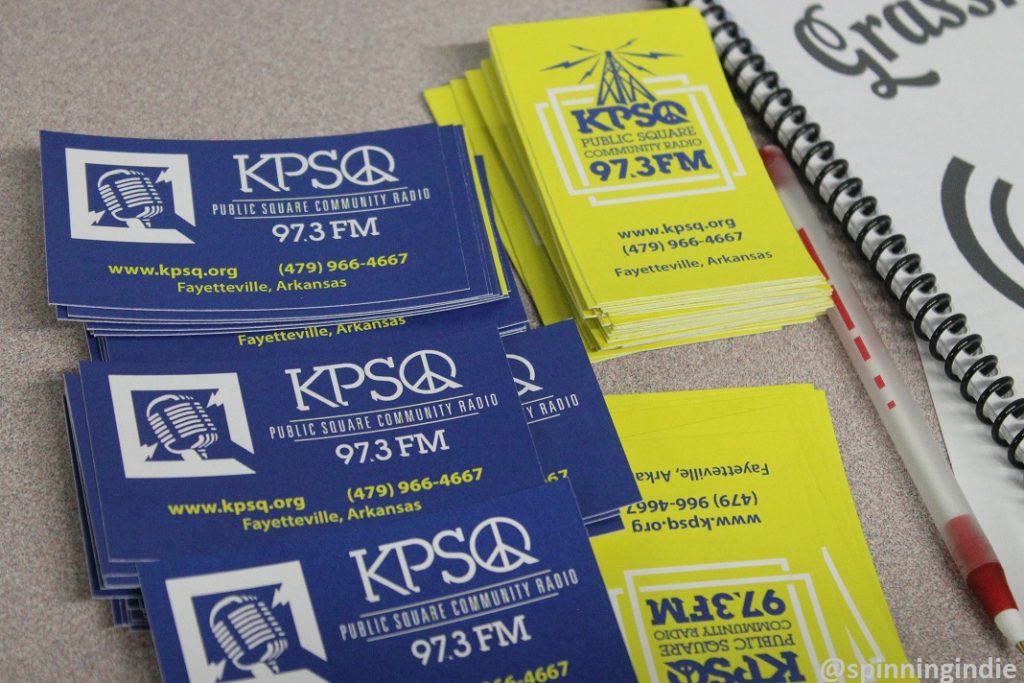 KPSQ
PUBLIC SQUARE COMMUNITY RADIO
97.3 FM
www.kpsq.org (479) 966-4667
Fayetteville, Arkansas
Fayetteville, Arkansas
KPSQ
PUBLIC SQUARE COMMUNITY RADIO
97.3 FM
www.kpsq.org (479) 966-4667
Fayetteville, Arkansas
KPSQ
PUBLIC SQUARE COMMUNITY RADIO
97.3 FM
RADIO
KPSQ
PUBLIC SQUARE
COMMUNITY RADIO
97.3FM
www.kpsq.org
(479) 966-4667
Fayetteville, Arkansas
KPSQ
PUBLIC SQUARE
COMMUNITY RADIO
97.3FM
www.kpsq.org
(479) 966-4667
Fayetteville, Arka
@spinningindie